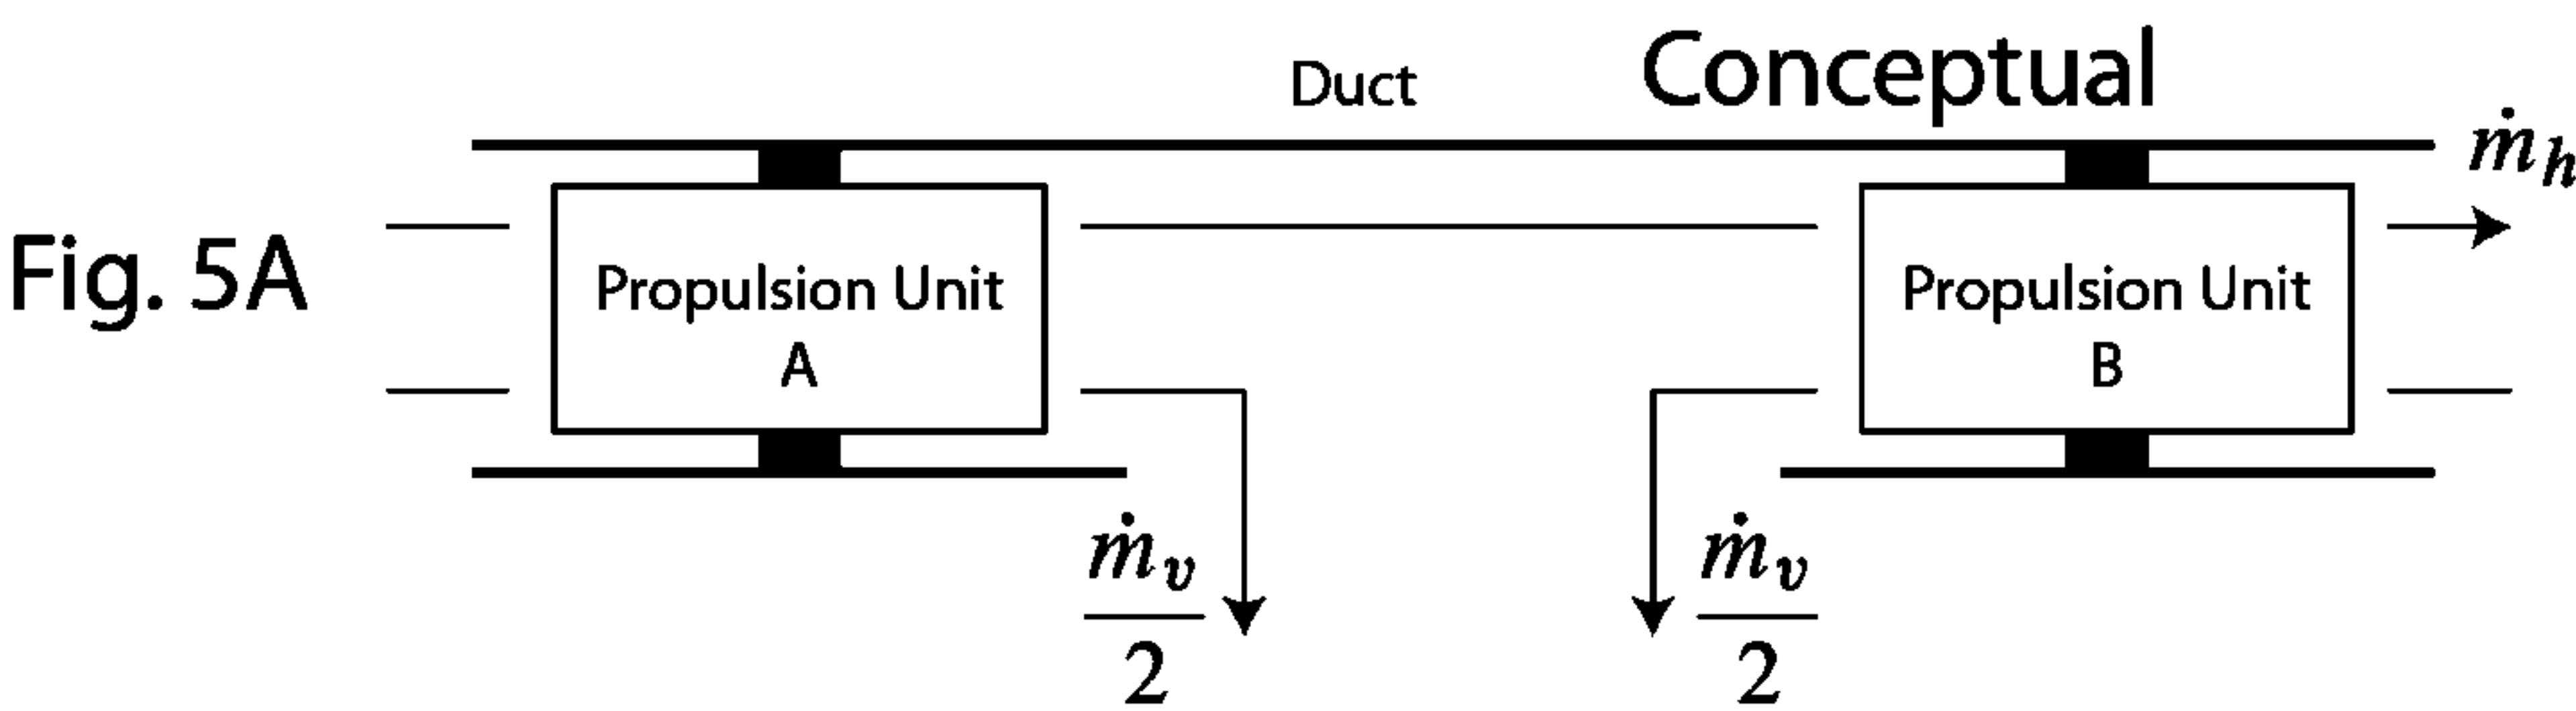 Duct
Conceptual
ṁh
Fig. 5A
Propulsion Unit
A
Propulsion Unit
B
ṁv
2
ṁv
2